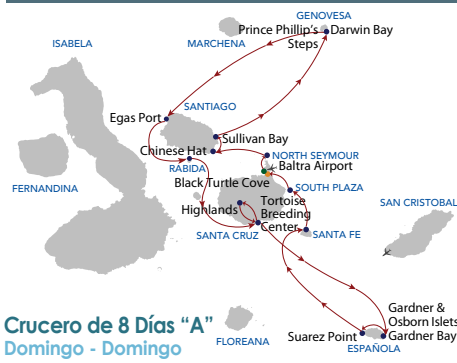 GENOVESA
ISABELA
MARCHENA
Prince Phillip's
Steps
Darwin Bay
Egas Port
SANTIAGO
Sullivan Bay
Chinese Hat
NORTH SEYMOUR
RABIDA
Baltra Airport
FERNANDINA
Black Turtle Cove
SOUTH PLAZA
Highlands
Tortoise
Breeding
Center
SAN CRISTOBAL
SANTA CRUZ
SANTA FE
Gardner &
Osborn Islets
Crucero de 8 Días “A”
FLOREANA
Suarez Point
Gardner Bay
Domingo - Domingo
ESPAÑOLA